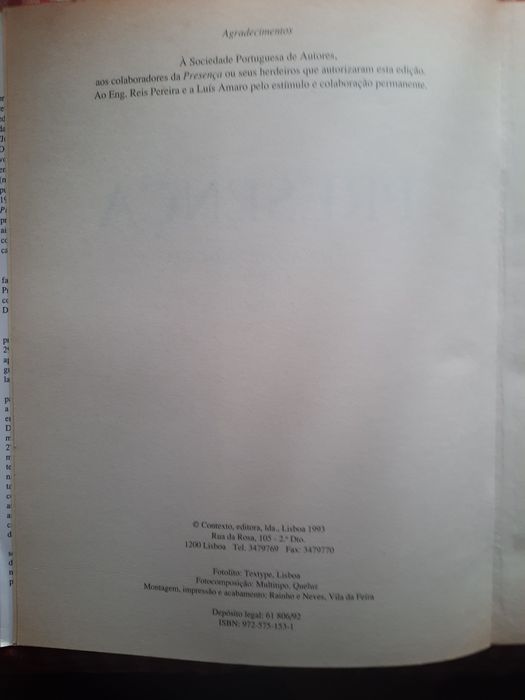 Agradecimentos
À Sociedade Portuguesa de Autores,
aos colaboradores da Presença ou seus herdeiros que autorizaram esta edição.
Ao Eng. Reis Pereira e a Luís Amaro pelo estímulo e colaboração permanente.
© Contexto, editora, lda., Lisboa 1993
Rua da Rosa, 105 - 2.º Dto.
1200 Lisboa Tel. 3479769 Fax: 3479770
Fotolito: Textype, Lisboa
Fotocomposição: Multitipo, Queluz
Montagem, impressão e acabamento: Rainho e Neves, Vila da Feira
Depósito legal: 61 806/92
ISBN: 972-575-153-1